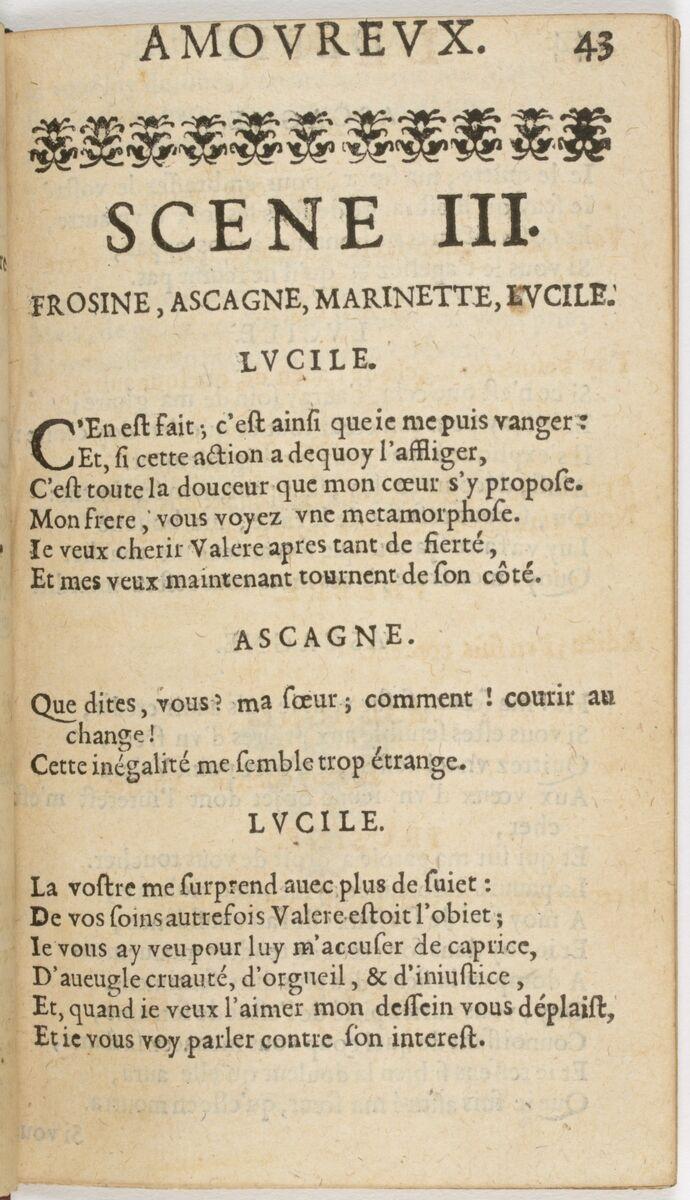 AMOVREVX. 43
SCENE III.
FROSINE, ASCAGNE, MARINETTE, LVCILE.
LVCILE.
C'En eſt fait ; c'eſt ainſi que ie me puis vanger :
Et, ſi cette action a dequoy l'affliger,
C'eſt toute la douceur que mon cœur s'y propoſe.
Mon frere, vous voyez vne metamorphoſe.
Ie veux cherir Valere apres tant de fierté,
Et mes veux maintenant tournent de ſon côté.
ASCAGNE.
Que dites, vous ? ma ſœur ; comment ! courir au
change !
Cette inégalité me ſemble trop étrange.
LVCILE.
La voſtre me ſurprend auec plus de ſuiet :
De vos ſoins autrefois Valere eſtoit l'obiet ;
Ie vous ay veu pour luy m'accuſer de caprice,
D'aueugle cruauté, d'orgueil, & d'iniuſtice,
Et, quand ie veux l'aimer mon deſſein vous déplaiſt,
Et ie vous voy parler contre ſon intereſt.